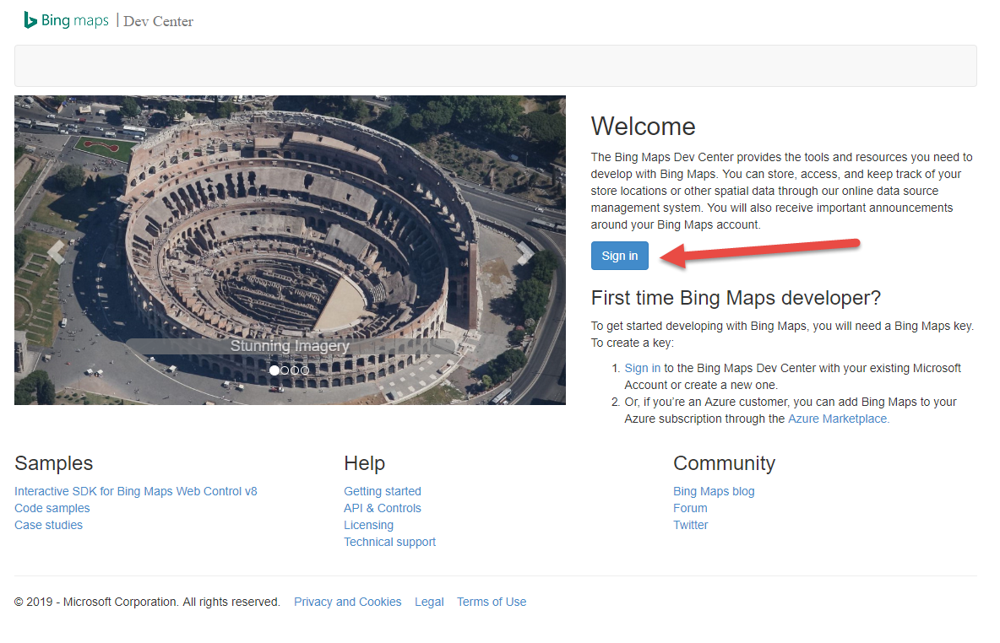 Bing maps | Dev Center
Stunning Imagery
Welcome
The Bing Maps Dev Center provides the tools and resources you need to
develop with Bing Maps. You can store, access, and keep track of your
store locations or other spatial data through our online data source
management system. You will also receive important announcements
around your Bing Maps account.
Sign in
First time Bing Maps developer?
To get started developing with Bing Maps, you will need a Bing Maps key.
To create a key:
1. Sign in to the Bing Maps Dev Center with your existing Microsoft
Account or create a new one.
2. Or, if you’re an Azure customer, you can add Bing Maps to your
Azure subscription through the Azure Marketplace.
Samples
Interactive SDK for Bing Maps Web Control v8
Code samples
Case studies
Help
Getting started
API & Controls
Licensing
Technical support
Community
Bing Maps blog
Forum
Twitter
© 2019 - Microsoft Corporation. All rights reserved. Privacy and Cookies Legal Terms of Use